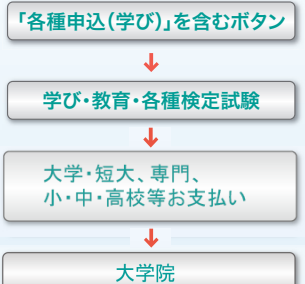 「各種申込(学び)」を含むボタン
学び・教育・各種検定試験
大学・短大、専門、
小・中・高校等お支払い
大学院